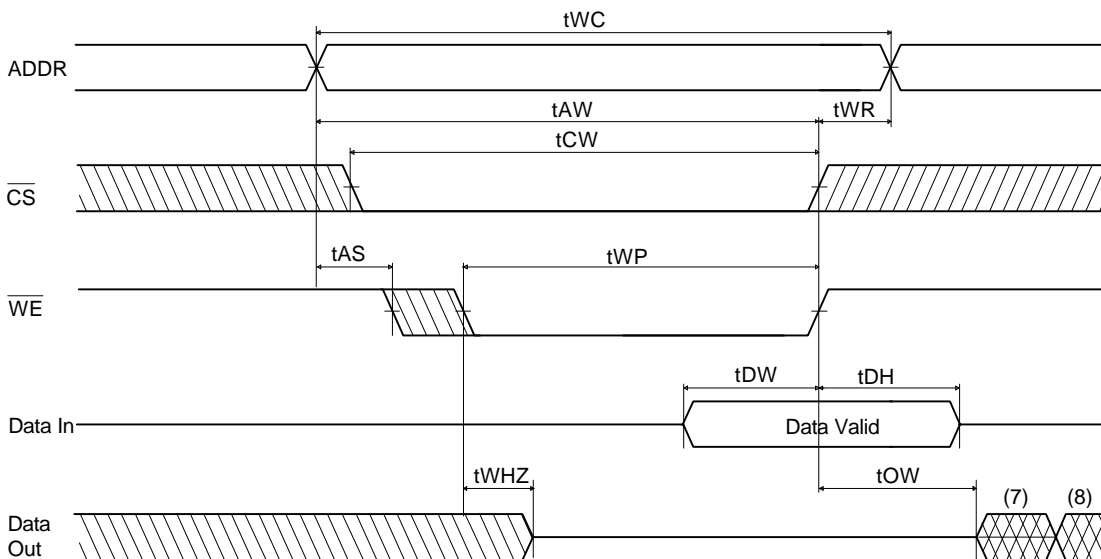 tWC
ADDR
tAW
tWR
tCW
CS
tAS
tWP
WE
tDW
tDH
Data In
Data Valid
tWHZ
tOW
(7)
(8)
Data
Out